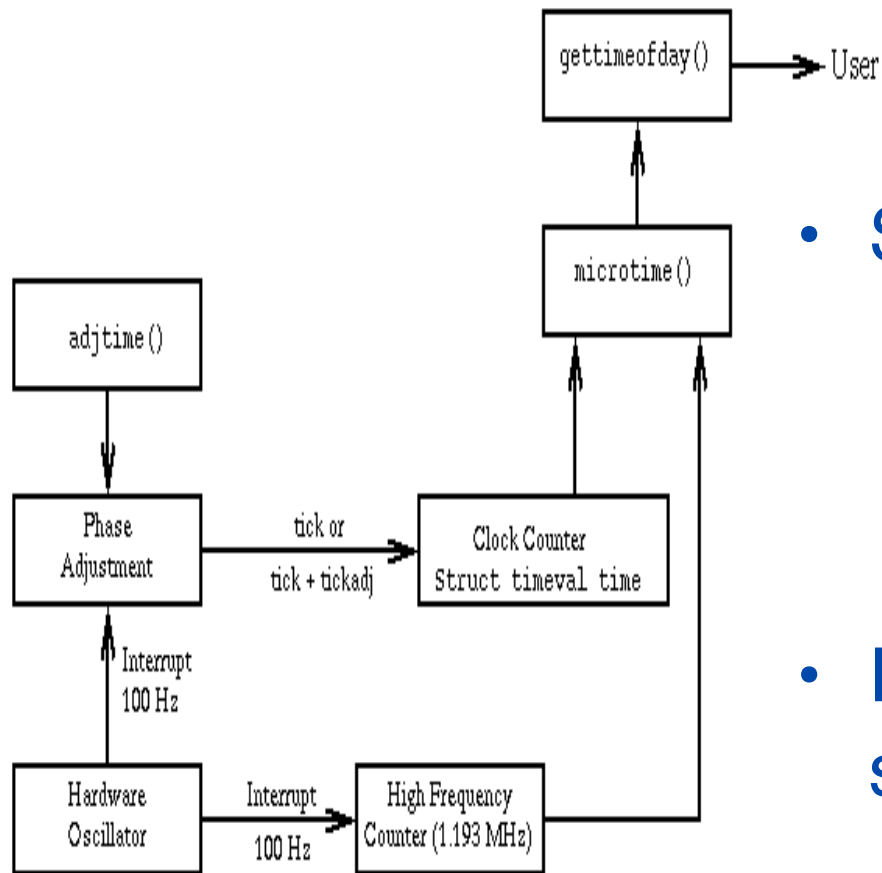 gettimeofday()
User
microtime()
adjtime()
Phase
Adjustment
tick or
tick + tickadj
Clock Counter
Struct timeval time
Interrupt
100 Hz
Hardware
Oscillator
Interrupt
100 Hz
High Frequency
Counter (1.193 MHz)